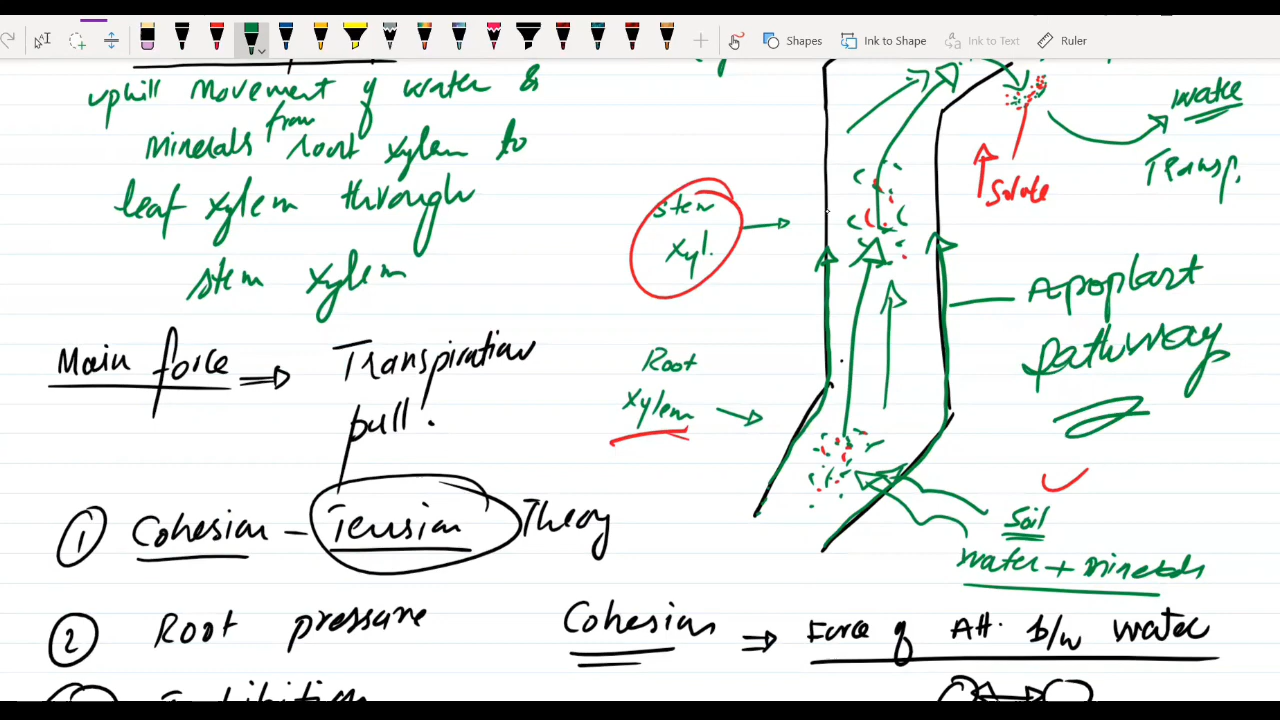 Shapes
Ink to Shape
Ink to Text
Ruler
uphill movement of water &
minerals from root xylem to
leaf xylem through
stem xylem
Main force ⇒ Transpiration
pull!
① Cohesion – Tension Theory
② Root pressure
Cohesion ⇒ Force of Att. b/w water
stem
xyl.
Root
xylem
Solute
water
Transp.
Apoplast
pathway
Soil
water + minerals